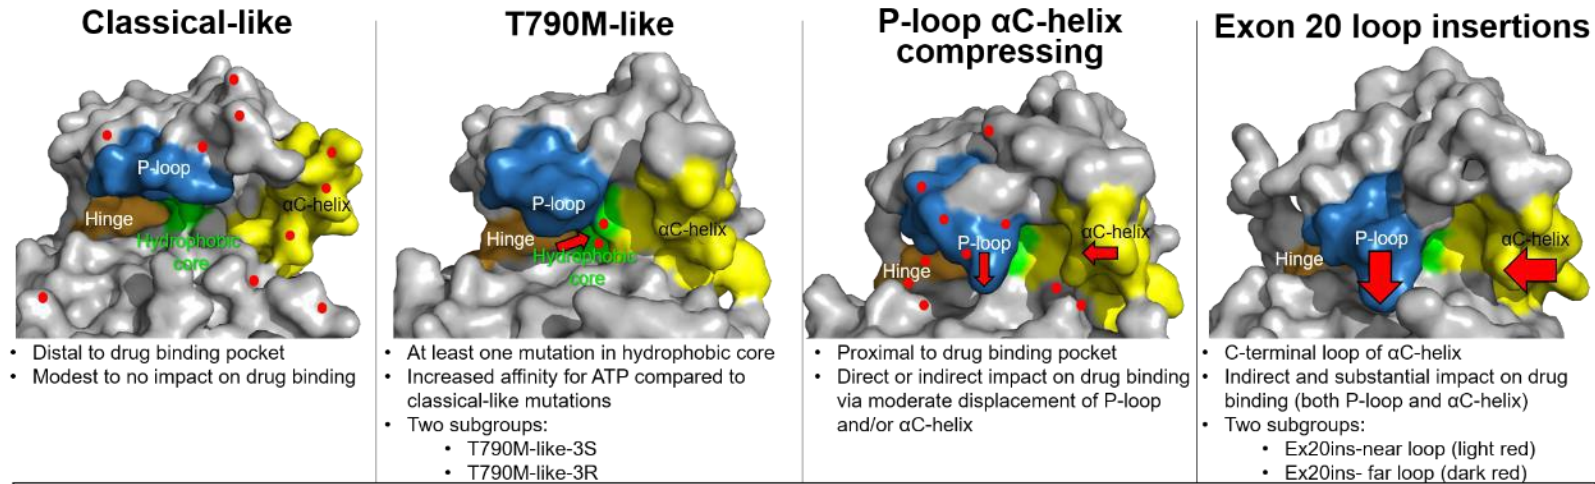 Classical-like
P-loop
Hinge
αC-helix
Hydrophobic
core
• Distal to drug binding pocket
• Modest to no impact on drug binding
T790M-like
P-loop
Hinge
αC-helix
Hydrophobic
core
• At least one mutation in hydrophobic core
• Increased affinity for ATP compared to
classical-like mutations
• Two subgroups:
• T790M-like-3S
• T790M-like-3R
P-loop αC-helix
compressing
αC-helix
P-loop
Hinge
• Proximal to drug binding pocket
• Direct or indirect impact on drug binding
via moderate displacement of P-loop
and/or αC-helix
Exon 20 loop insertions
P-loop
αC-helix
Hinge
• C-terminal loop of αC-helix
• Indirect and substantial impact on drug
binding (both P-loop and αC-helix)
• Two subgroups:
• Ex20ins-near loop (light red)
• Ex20ins- far loop (dark red)